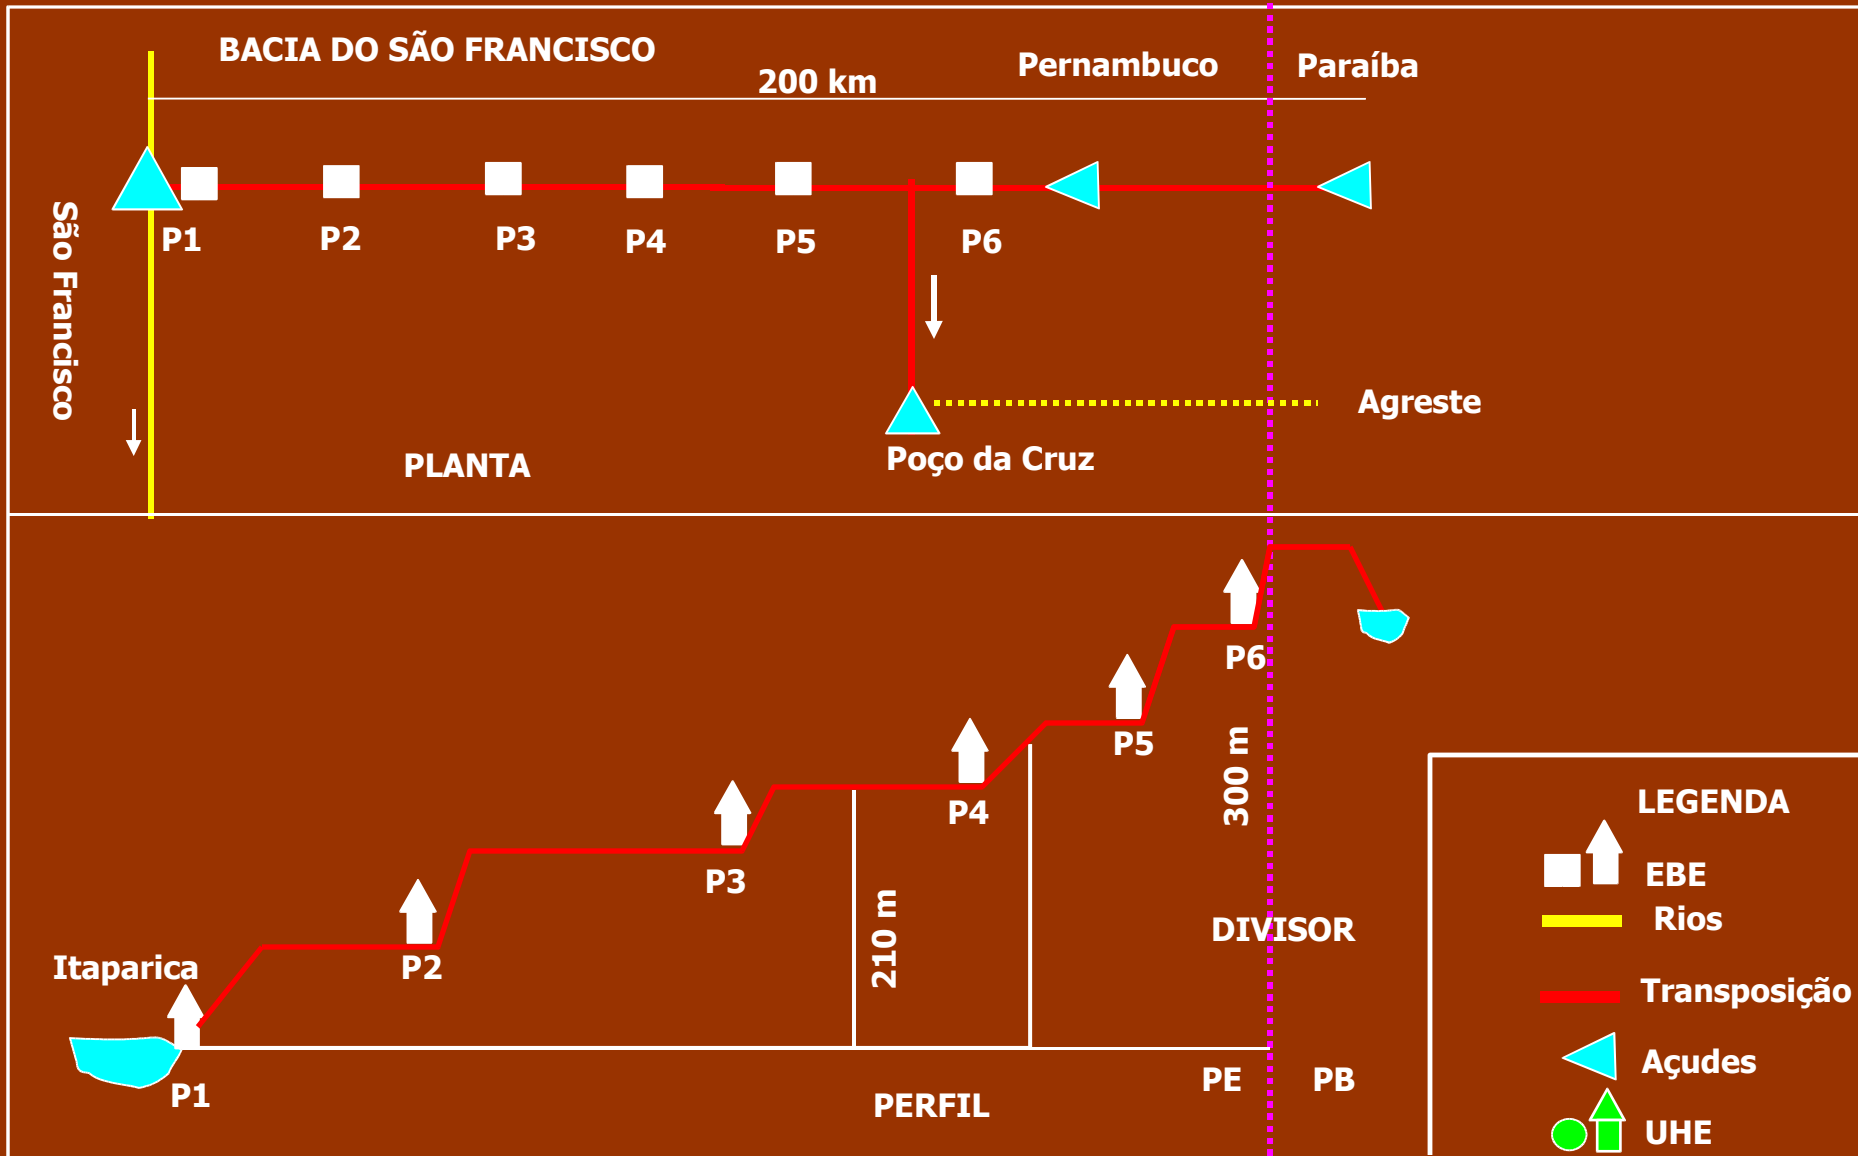 BACIA DO SÃO FRANCISCO
200 km
Pernambuco
Paraíba
São Francisco
P1
P2
P3
P4
P5
P6
Agreste
Poço da Cruz
PLANTA
P6
P5
300 m
P4
P3
210 m
DIVISOR
Itaparica
P2
P1
PERFIL
PE
PB
LEGENDA
EBE
Rios
Transposição
Açudes
UHE